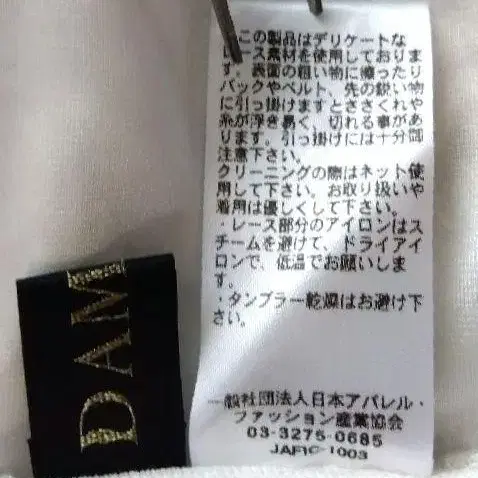 ・この製品はデリケートな
レース素材を使用しておりま
す。表面の粗い物に擦ったり
バックやベルト、先の鋭い物
に引っ掛けますとささくれや
糸が浮き易く、切れる事があ
ります。引っ掛けには十分御
注意下さい。
クリーニングの際はネット使
用して下さい。お取り扱いや
着用は優しくして下さい。
・レース部分のアイロンはス
チームを避けて、ドライアイ
ロンで、低温でお願いしま
す。
・タンブラー乾燥はお避け下
さい。
一般社団法人日本アパレル・
ファッション産業協会
03-3275-0685
JAFIC-1003
DAM